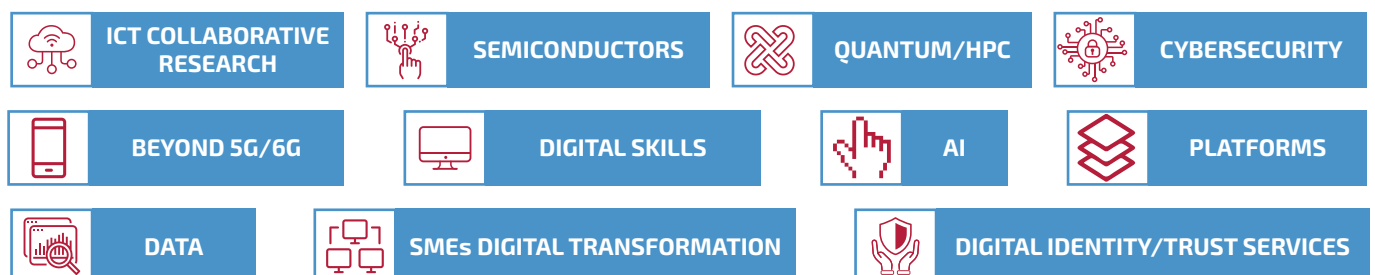 ICT COLLABORATIVE
RESEARCH
SEMICONDUCTORS
QUANTUM/HPC
CYBERSECURITY
BEYOND 5G/6G
DIGITAL SKILLS
AI
PLATFORMS
DATA
SMEs DIGITAL TRANSFORMATION
DIGITAL IDENTITY/TRUST SERVICES